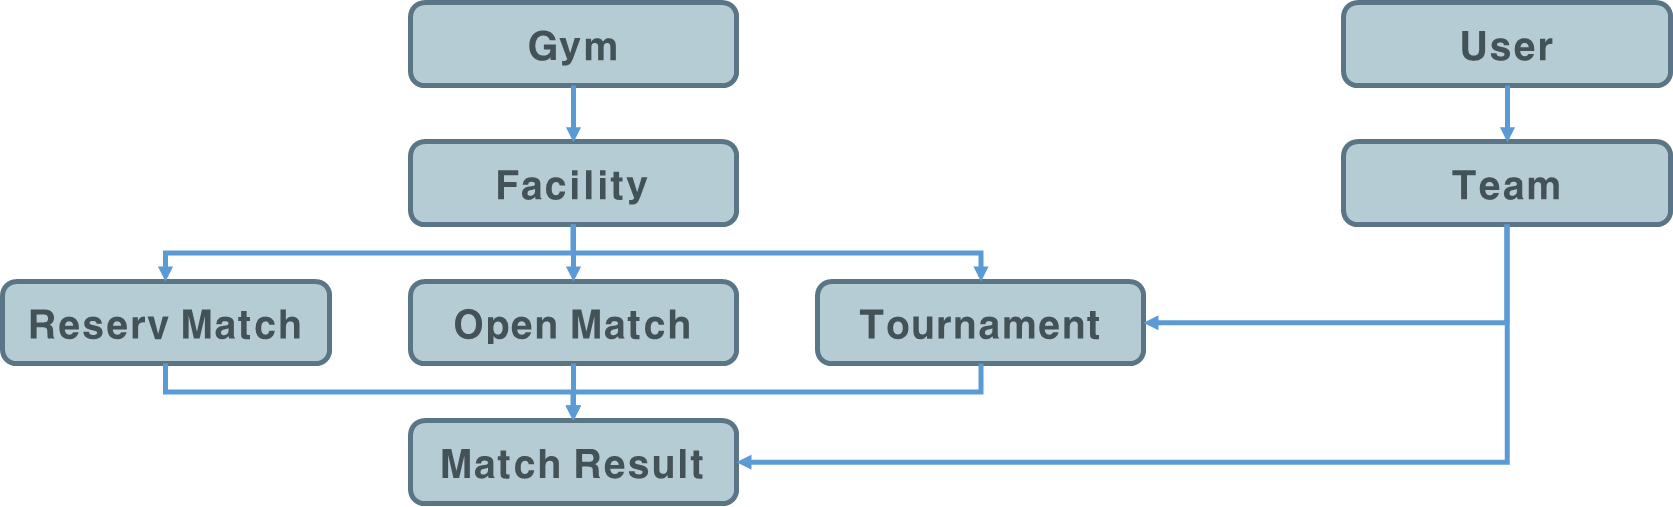 Gym
User
Facility
Team
Reserv Match
Open Match
Tournament
Match Result